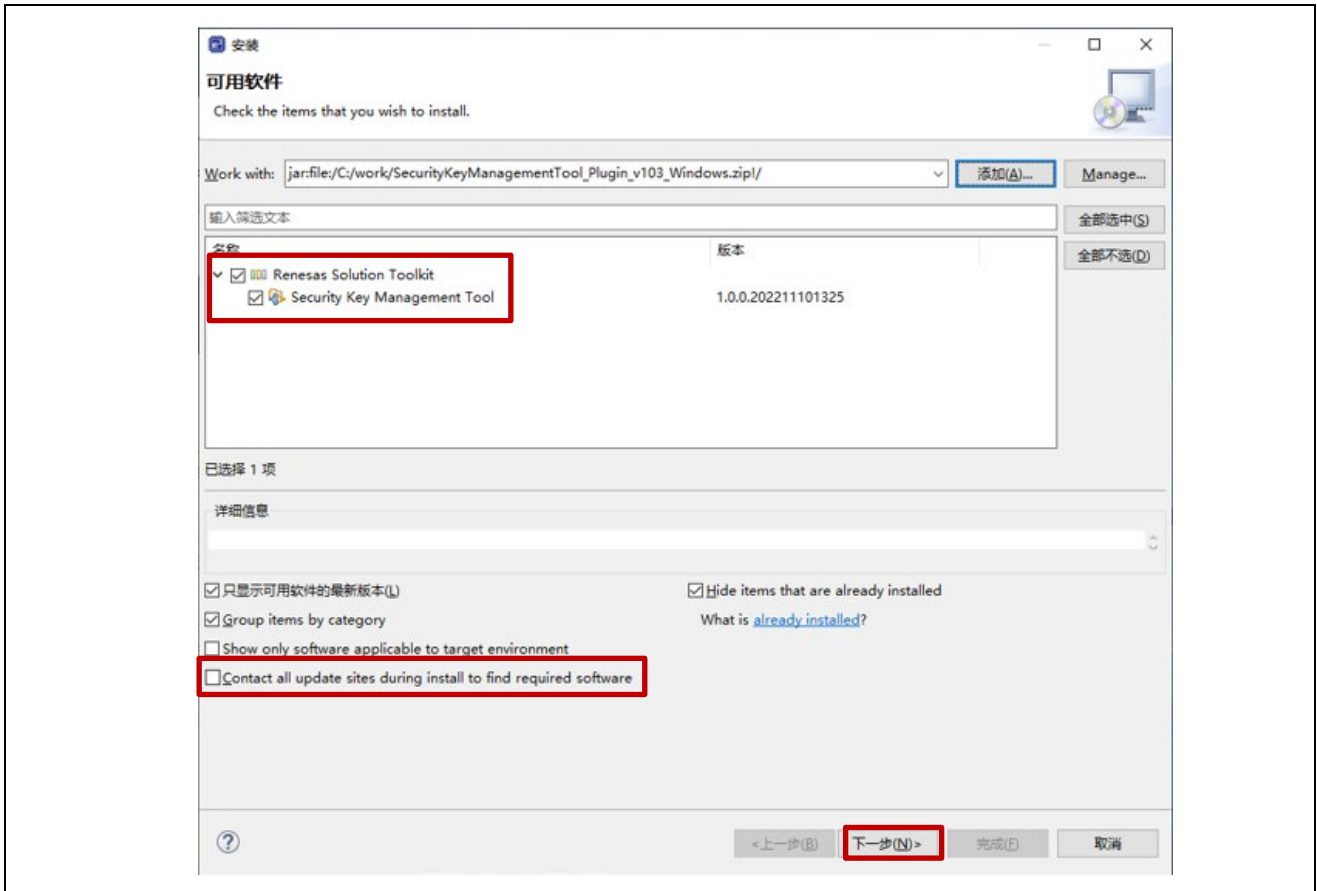 安装
可用软件
Check the items that you wish to install.
Work with: jar:file:/C:/work/SecurityKeyManagementTool_Plugin_v103_Windows.zip!/ 添加(A)... Manage...
输入筛选文本 全部选中(S)
名称 版本 全部不选(D)
Renesas Solution Toolkit
Security Key Management Tool 1.0.0.202211101325
已选择 1 项
详细信息
只显示可用软件的最新版本(L) Hide items that are already installed
Group items by category What is already installed?
Show only software applicable to target environment
Contact all update sites during install to find required software
<上一步(B) 下一步(N)> 完成(F) 取消